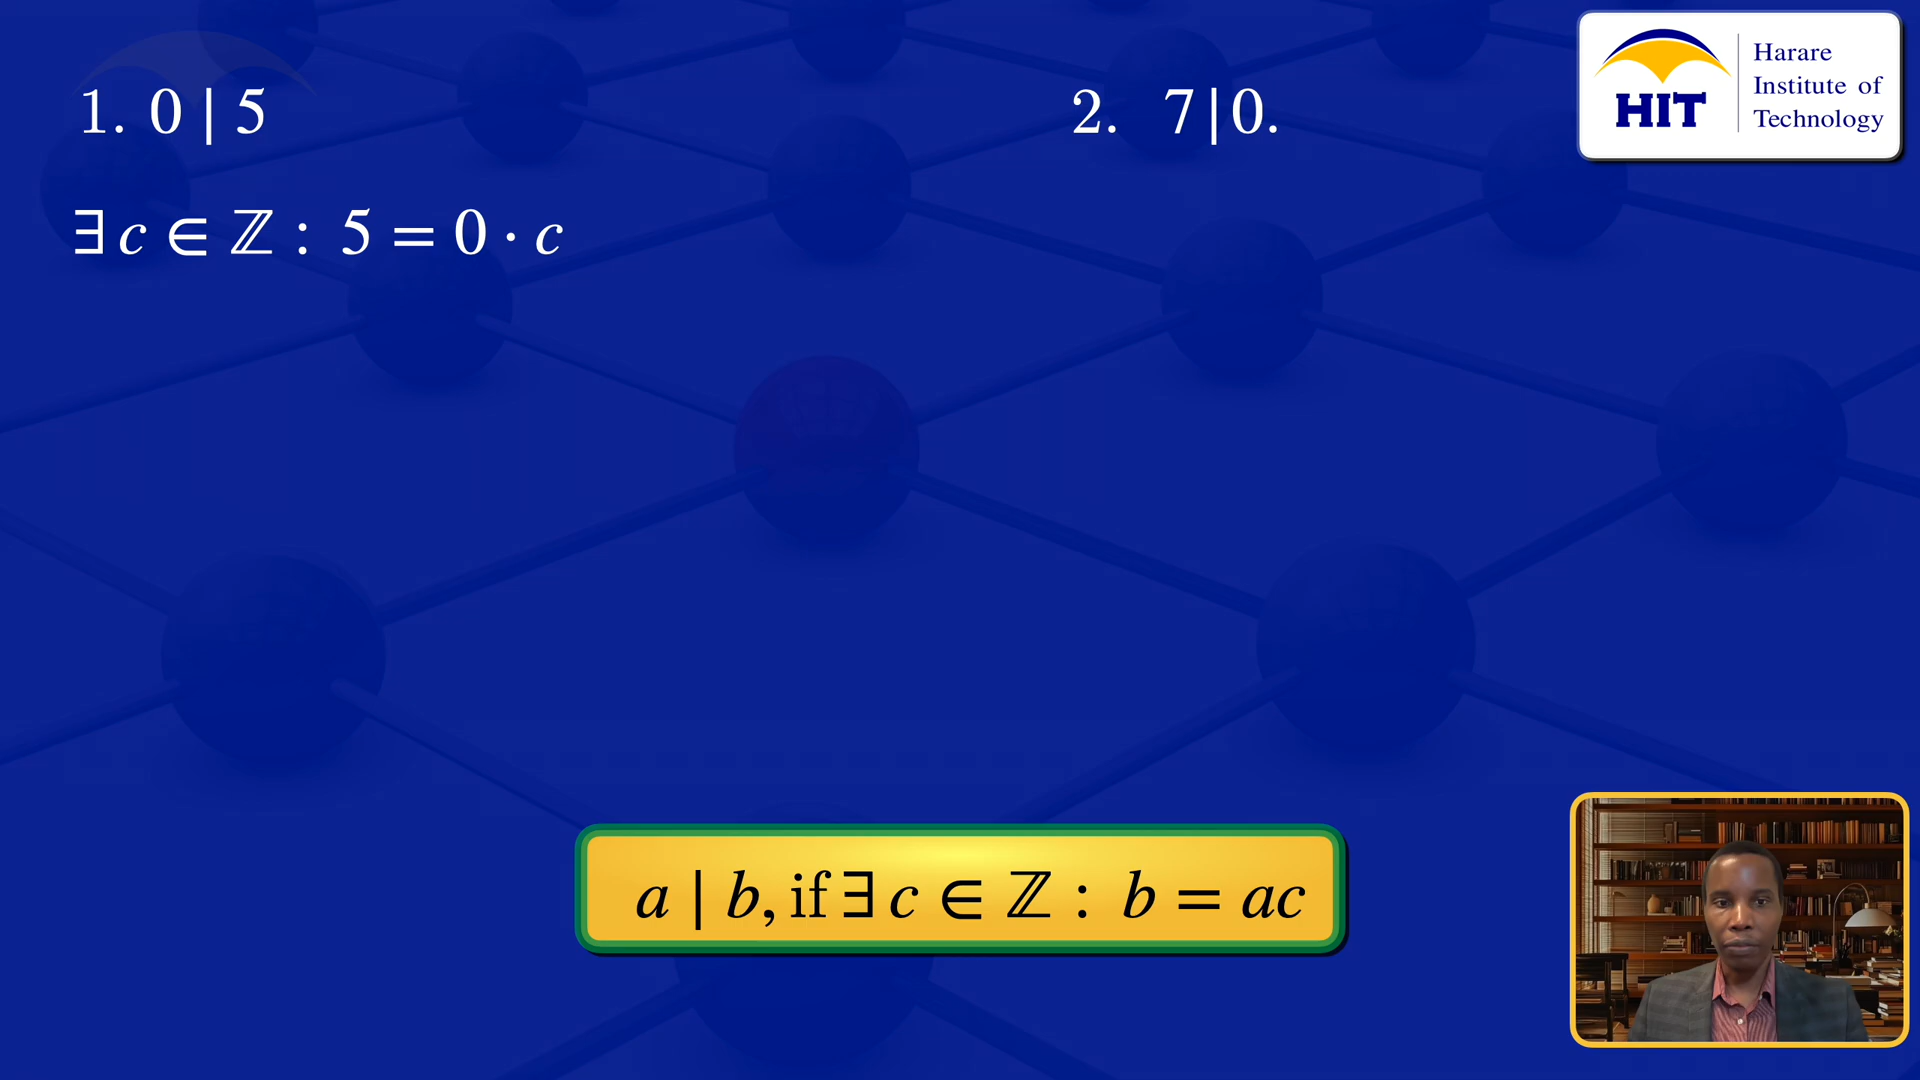 1. 0 | 5
∃ c ∈ ℤ : 5 = 0 · c
2. 7|0.
HIT
Harare
Institute of
Technology
a | b, if ∃ c ∈ ℤ : b = ac